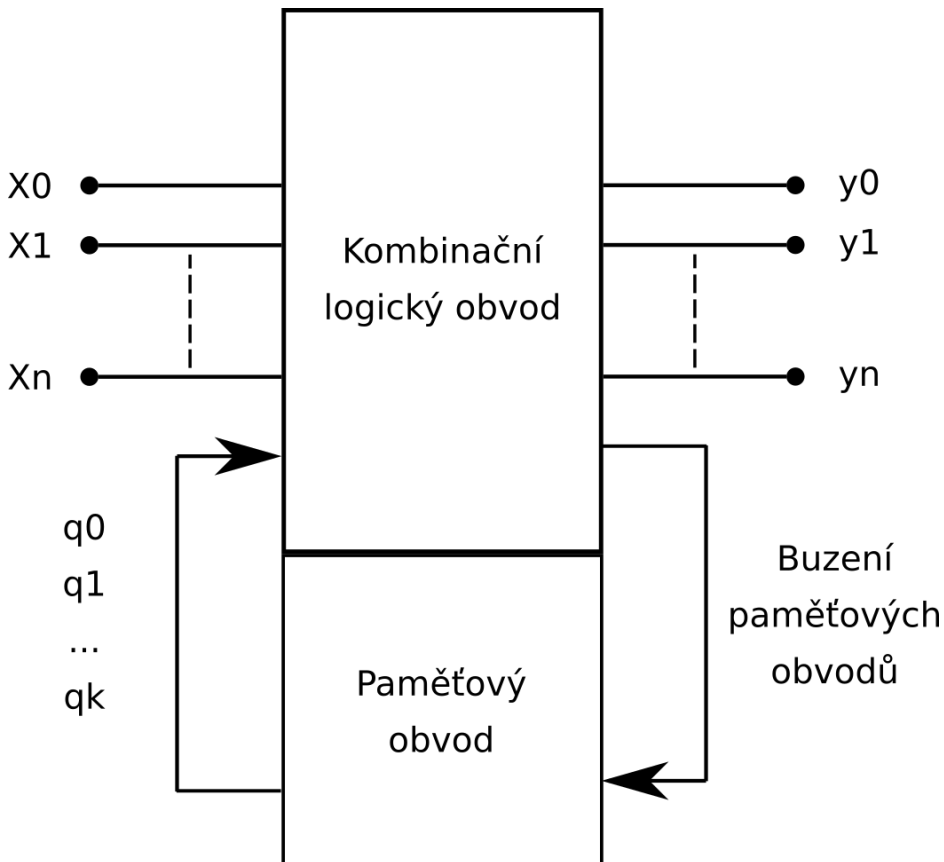 X0
X1
Xn
Kombinační
logický obvod
y0
y1
yn
q0
q1
...
qk
Paměťový
obvod
Buzení
paměťových
obvodů